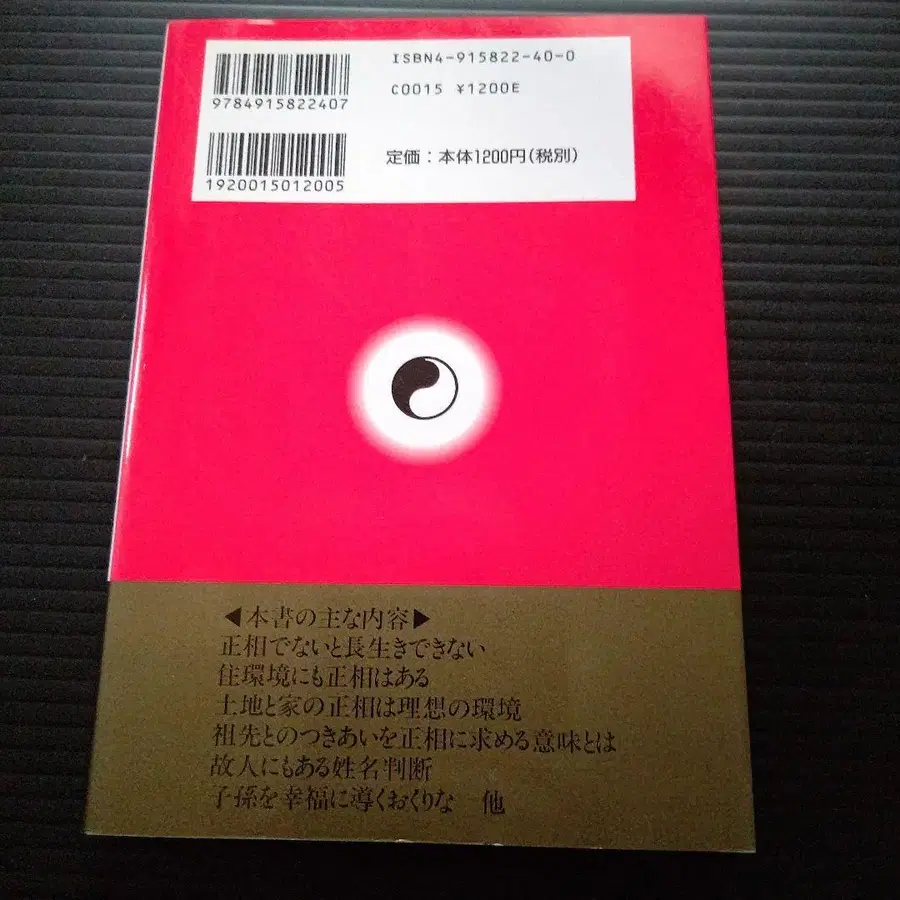 ISBN4-915822-40-0
9784915822407
C0015 ¥1200E
定価：本体1200円(税別)
1920015012005
◀本書の主な内容▶
正相でないと長生きできない
住環境にも正相はある
土地と家の正相は理想の環境
祖先とのつきあいを正相に求める意味とは
故人にもある姓名判断
子孫を幸福に導くおくりな　他